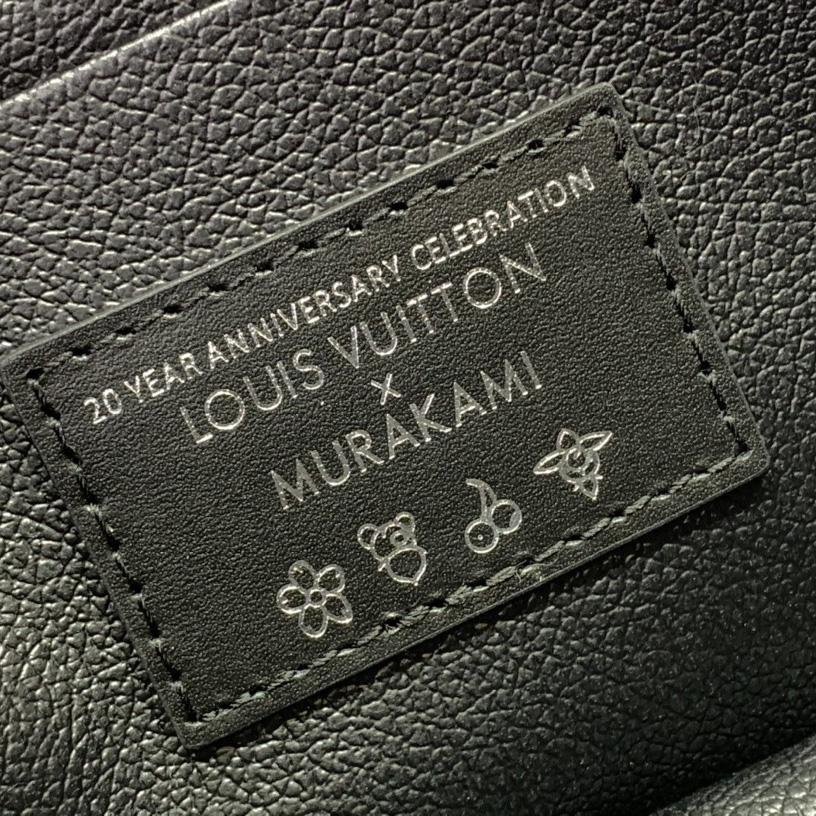 20 YEAR ANNIVERSARY CELEBRATION
LOUIS VUITTON
x
MURAKAMI